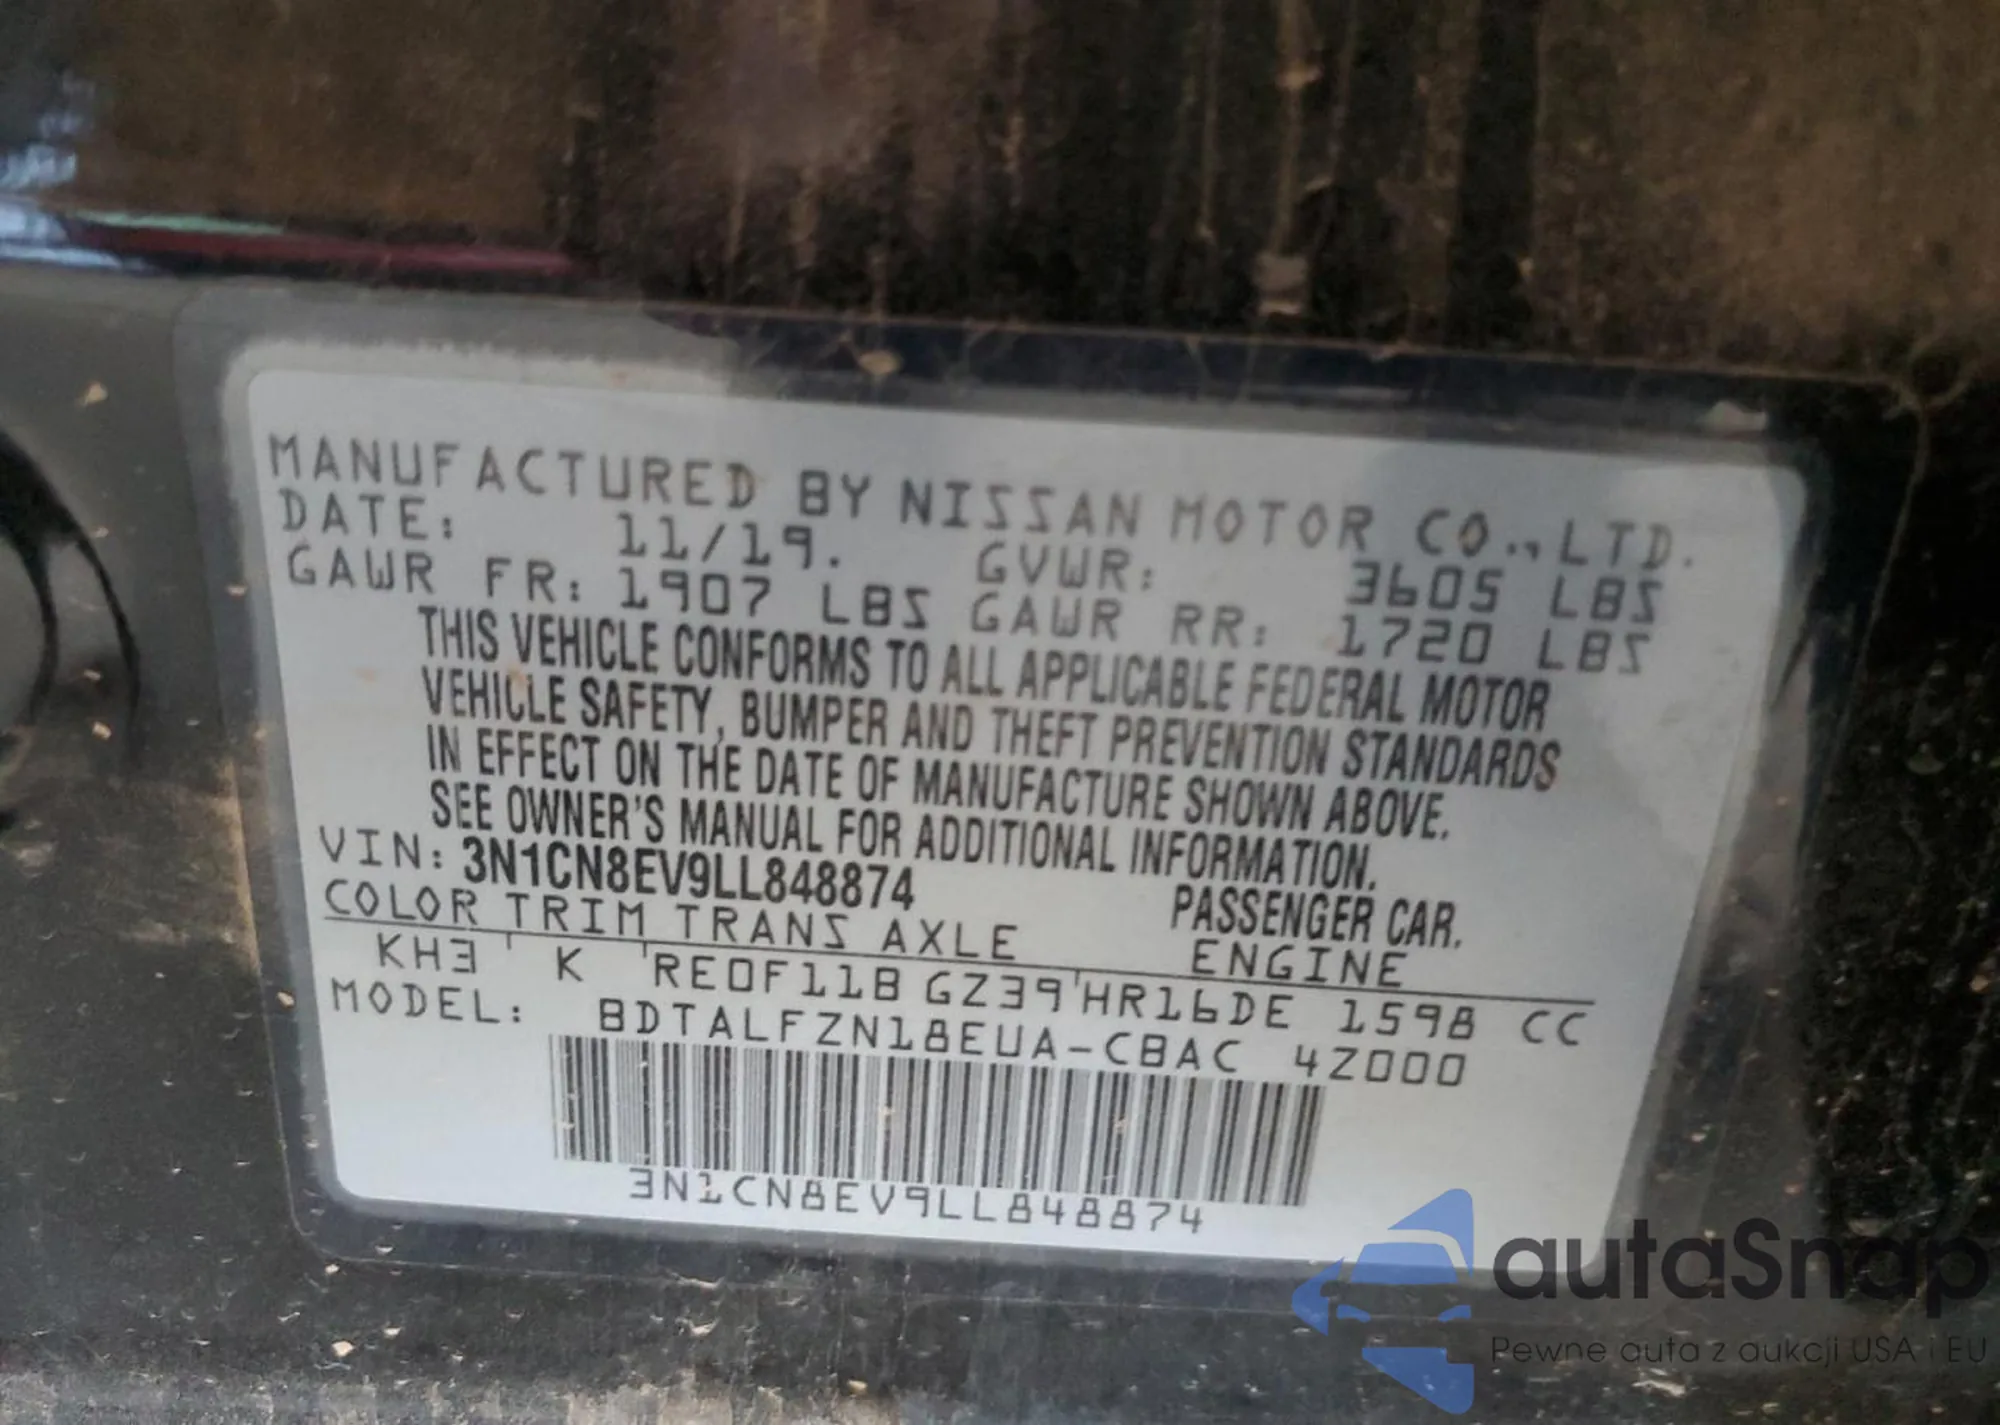 MANUFACTURED BY NISSAN MOTOR CO.,LTD.
DATE: 11/19. GVWR: 3605 LBS
GAWR FR: 1907 LBS GAWR RR: 1720 LBS
THIS VEHICLE CONFORMS TO ALL APPLICABLE FEDERAL MOTOR
VEHICLE SAFETY, BUMPER AND THEFT PREVENTION STANDARDS
IN EFFECT ON THE DATE OF MANUFACTURE SHOWN ABOVE.
SEE OWNER'S MANUAL FOR ADDITIONAL INFORMATION.
VIN: 3N1CN8EV9LL848874 PASSENGER CAR.
COLOR TRIM TRANS AXLE ENGINE
KH3 K RE0F11B GZ39 HR16DE 1598 CC
MODEL: BDTALFZN18EUA-CBAC 4Z000
3N1CN8EV9LL848874
autaSnap
Pewne auta z aukcji USA i EU